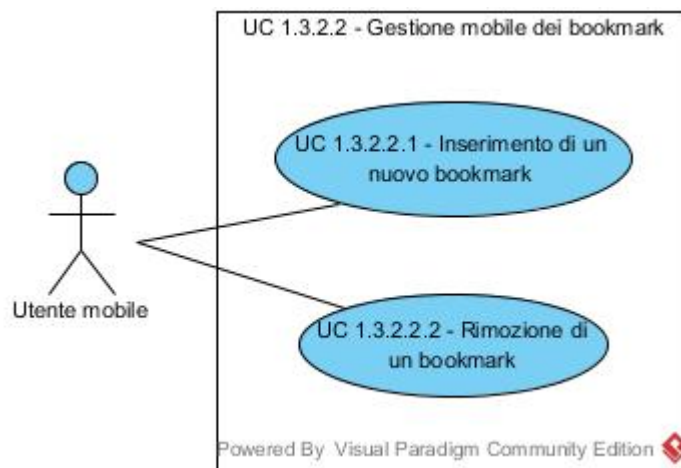 UC 1.3.2.2 - Gestione mobile dei bookmark
UC 1.3.2.2.1 - Inserimento di un
nuovo bookmark
Utente mobile
UC 1.3.2.2.2 - Rimozione di
un bookmark
Powered By Visual Paradigm Community Edition